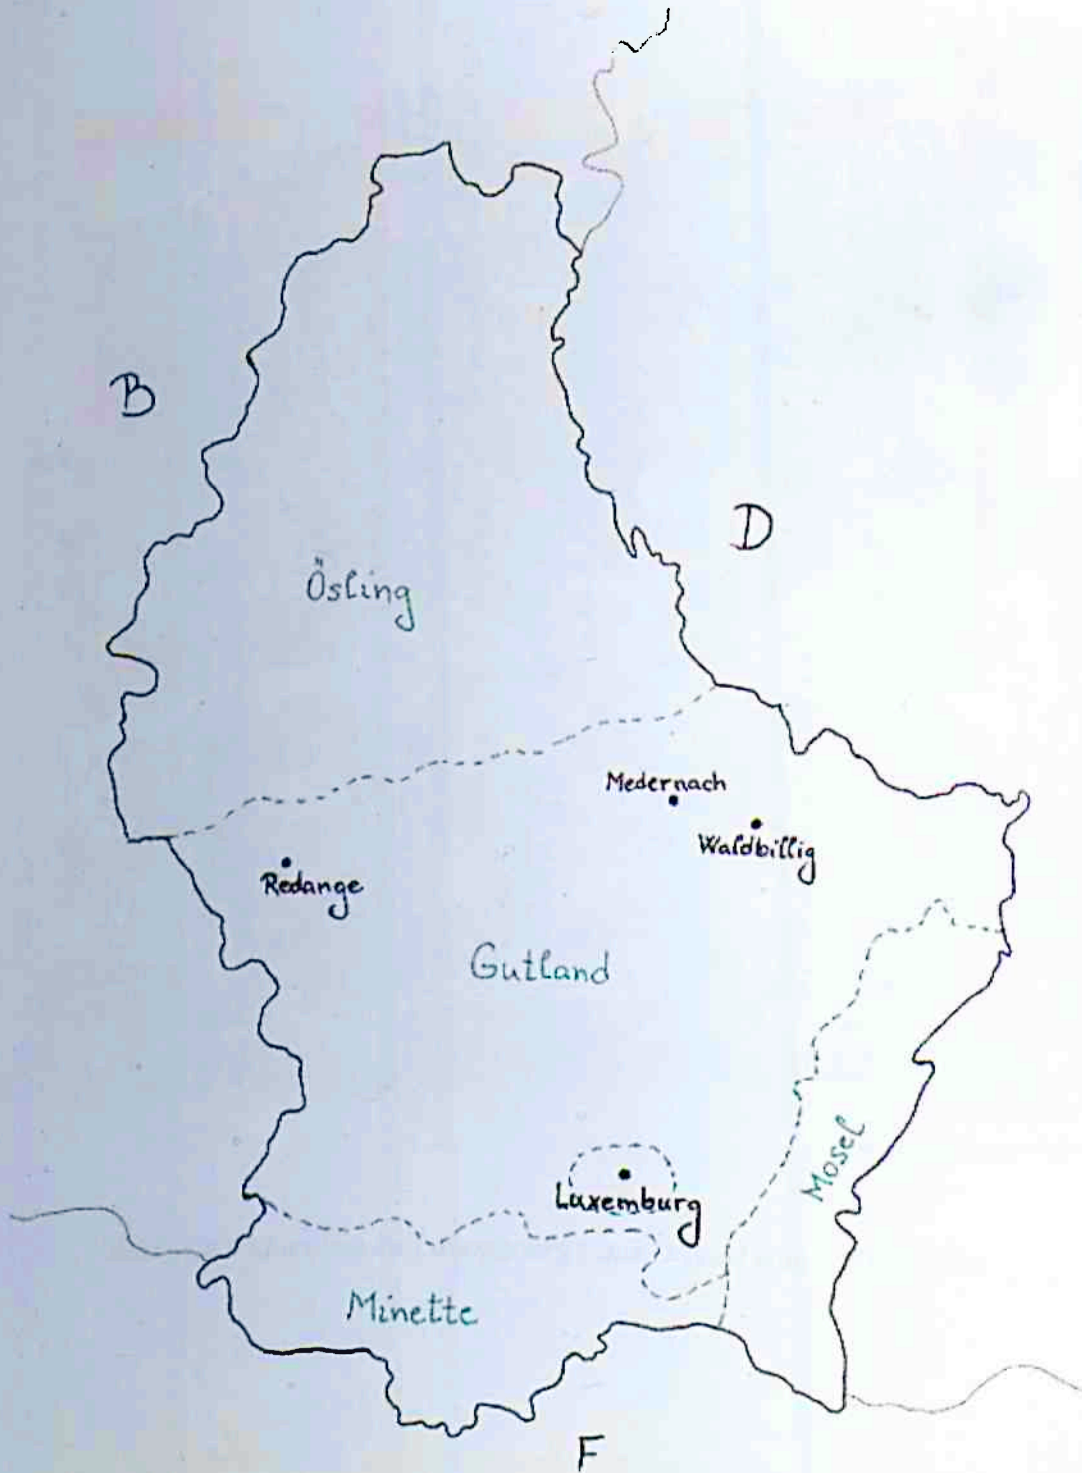 B
D
Ösling
Medernach
Waldbillig
Redange
Gutland
Mosel
Luxemburg
Minette
F